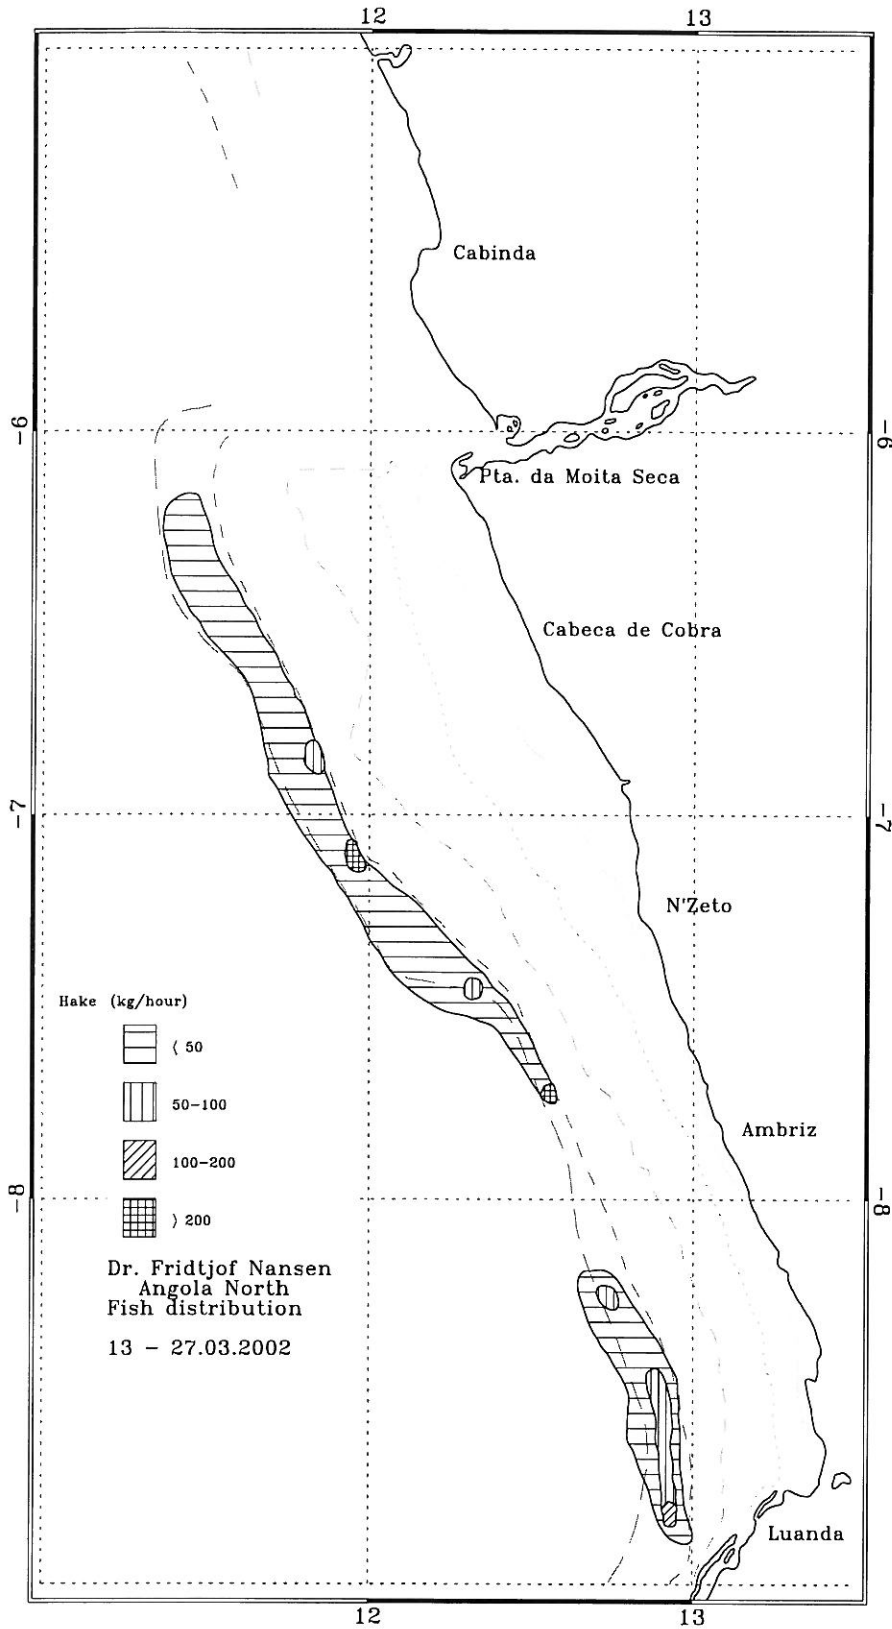 12 13
Cabinda
-6 -6
Pta. da Moita Seca
Cabeca de Cobra
-7 -7
N'Zeto
Hake (kg/hour)
⟨ 50
50-100
Ambriz
100-200
-8 -8
⟩ 200
Dr. Fridtjof Nansen
Angola North
Fish distribution
13 - 27.03.2002
Luanda
12 13